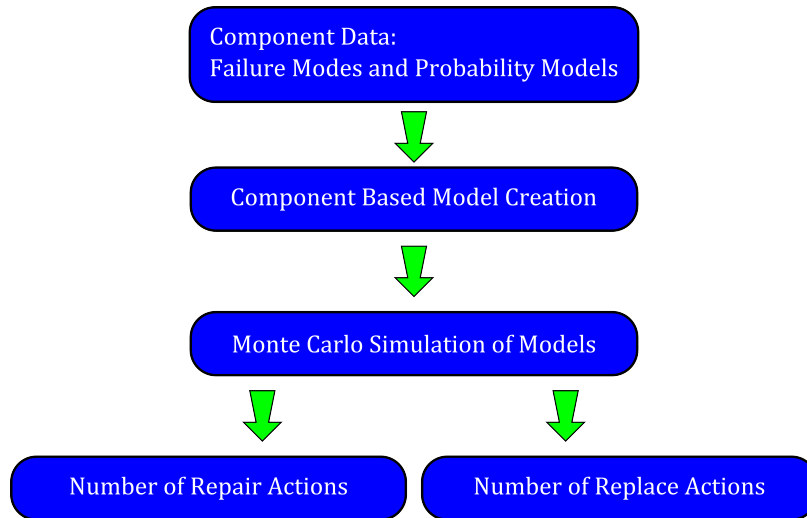 Component Data:
Failure Modes and Probability Models
Component Based Model Creation
Monte Carlo Simulation of Models
Number of Repair Actions
Number of Replace Actions